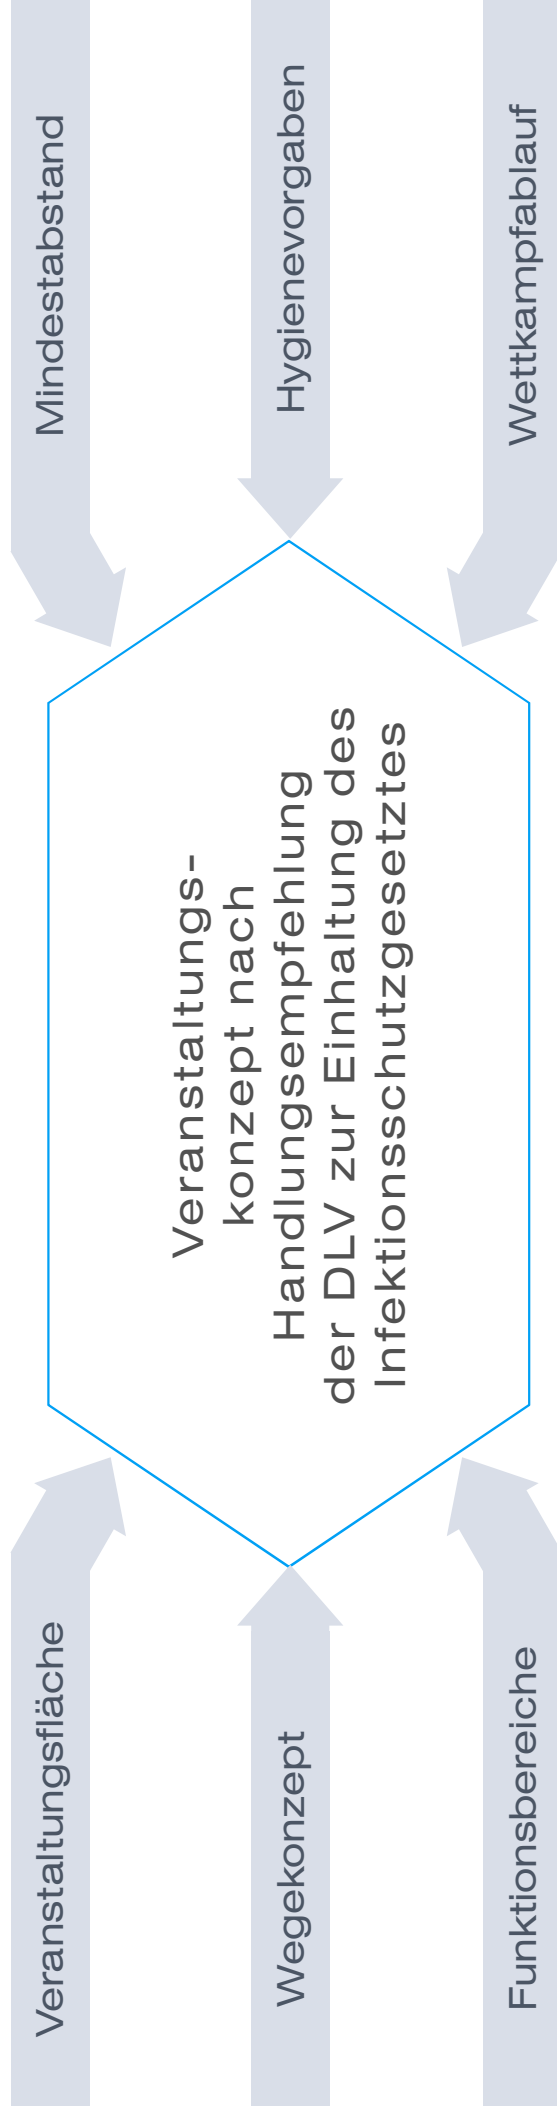 Veranstaltungsfläche
Wegekonzept
Funktionsbereiche
Veranstaltungs-
konzept nach
Handlungsempfehlung
der DLV zur Einhaltung des
Infektionsschutzgesetztes
Mindestabstand
Hygienevorgaben
Wettkampfablauf